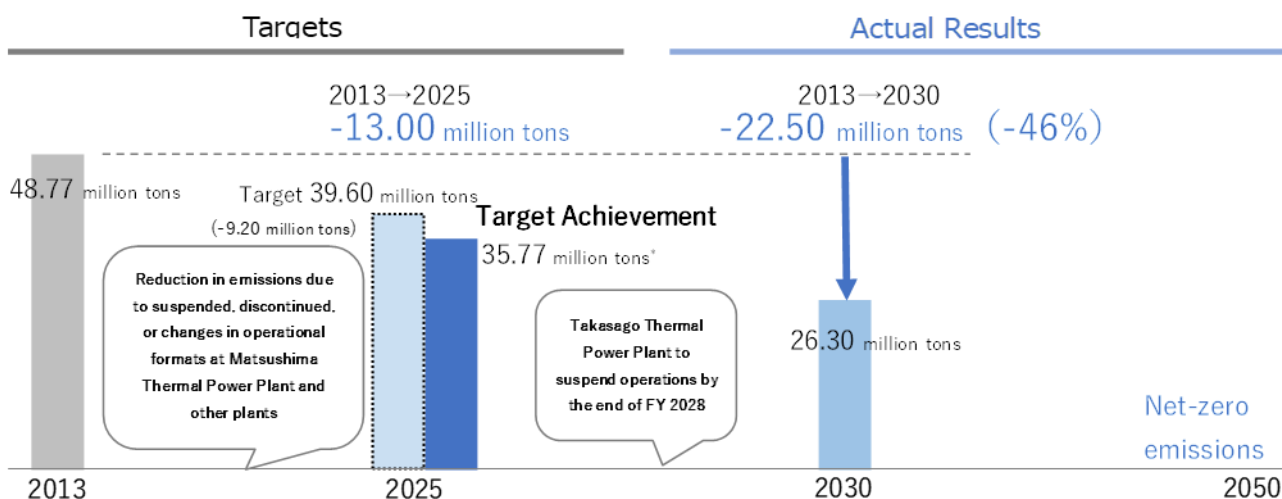 Targets
Actual Results
2013→2025
-13.00 million tons
2013→2030
-22.50 million tons (-46%)
48.77 million tons
Target 39.60 million tons
(-9.20 million tons)
Target Achievement
35.77 million tons*
Reduction in emissions due
to suspended, discontinued,
or changes in operational
formats at Matsushima
Thermal Power Plant and
other plants
Takasago Thermal
Power Plant to
suspend operations by
the end of FY 2028
26.30 million tons
Net-zero
emissions
2013
2025
2030
2050